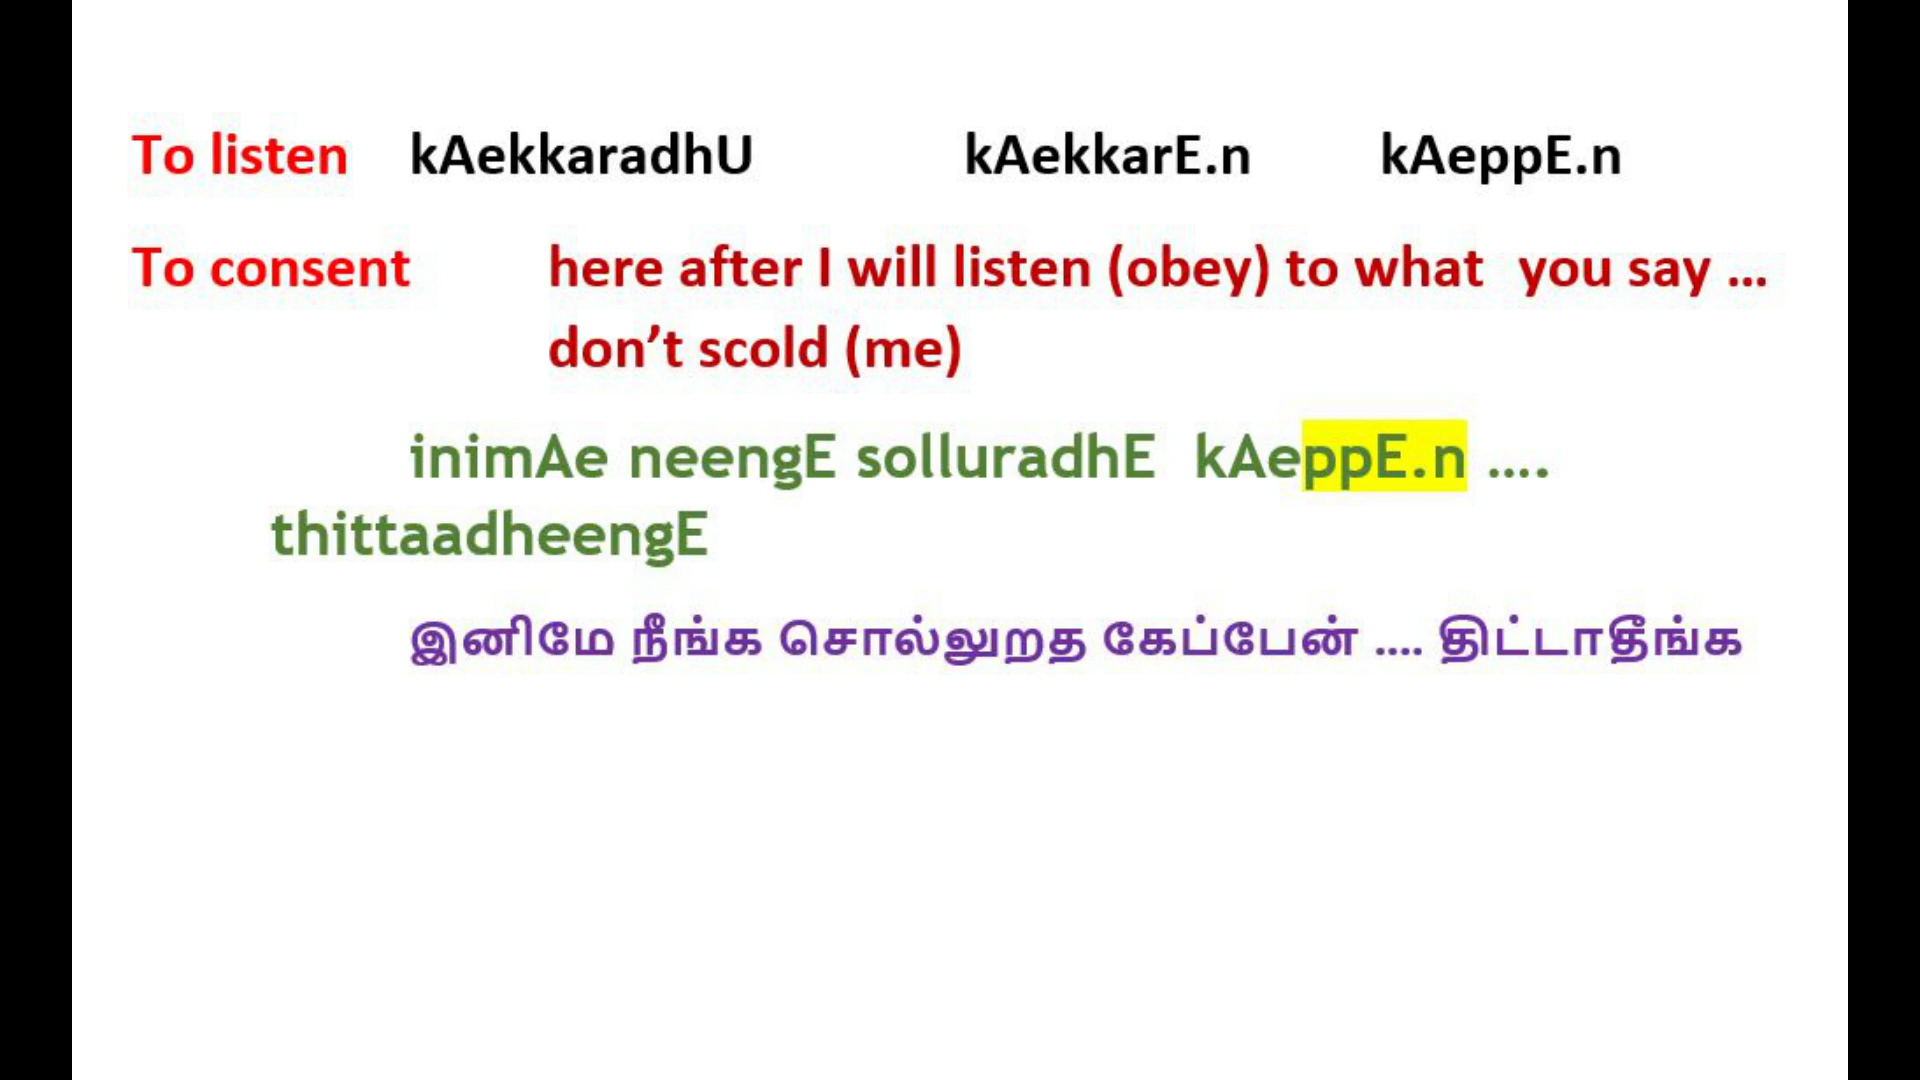 To listen kAekkaradhU kAekkarE.n kAeppE.n
To consent here after I will listen (obey) to what you say ...
don’t scold (me)
inimAe neengE solluradhE kAeppE.n ....
thittaadheengE
இனிமே நீங்க சொல்லுறத கேப்பேன் .... திட்டாதீங்க